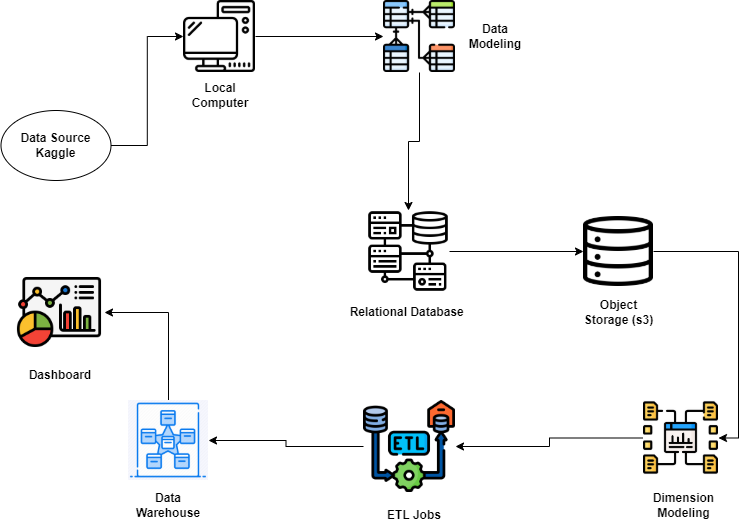 Data
Modeling
Local
Computer
Data Source
Kaggle
Relational Database
Object
Storage (s3)
Dashboard
ETL
Data
Warehouse
ETL Jobs
Dimension
Modeling